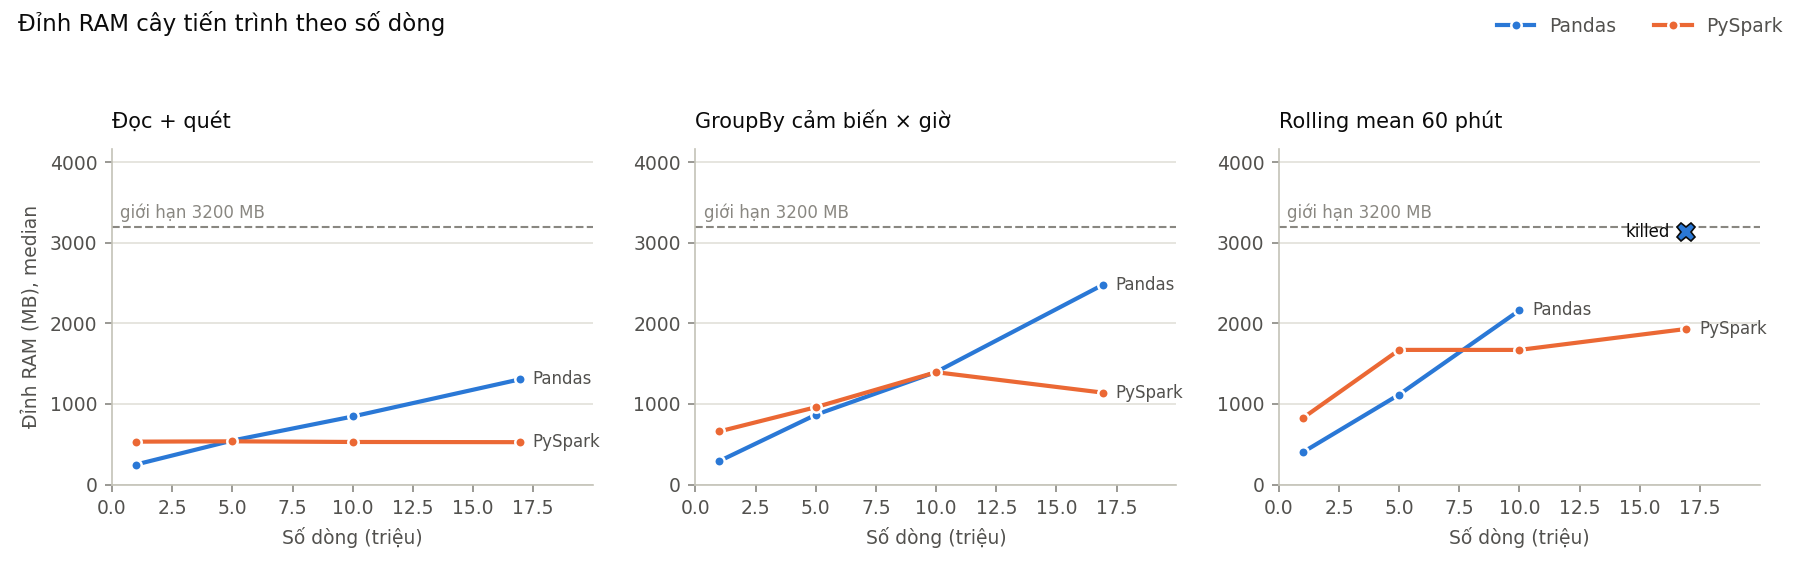 Đỉnh RAM cây tiến trình theo số dòng
Pandas
PySpark
Đọc + quét
Đỉnh RAM (MB), median
4000
3000
2000
1000
0
giới hạn 3200 MB
Pandas
PySpark
0.0 2.5 5.0 7.5 10.0 12.5 15.0 17.5
Số dòng (triệu)
GroupBy cảm biến × giờ
4000
3000
2000
1000
0
giới hạn 3200 MB
Pandas
PySpark
0.0 2.5 5.0 7.5 10.0 12.5 15.0 17.5
Số dòng (triệu)
Rolling mean 60 phút
4000
3000
2000
1000
0
giới hạn 3200 MB
killed
Pandas
PySpark
0.0 2.5 5.0 7.5 10.0 12.5 15.0 17.5
Số dòng (triệu)